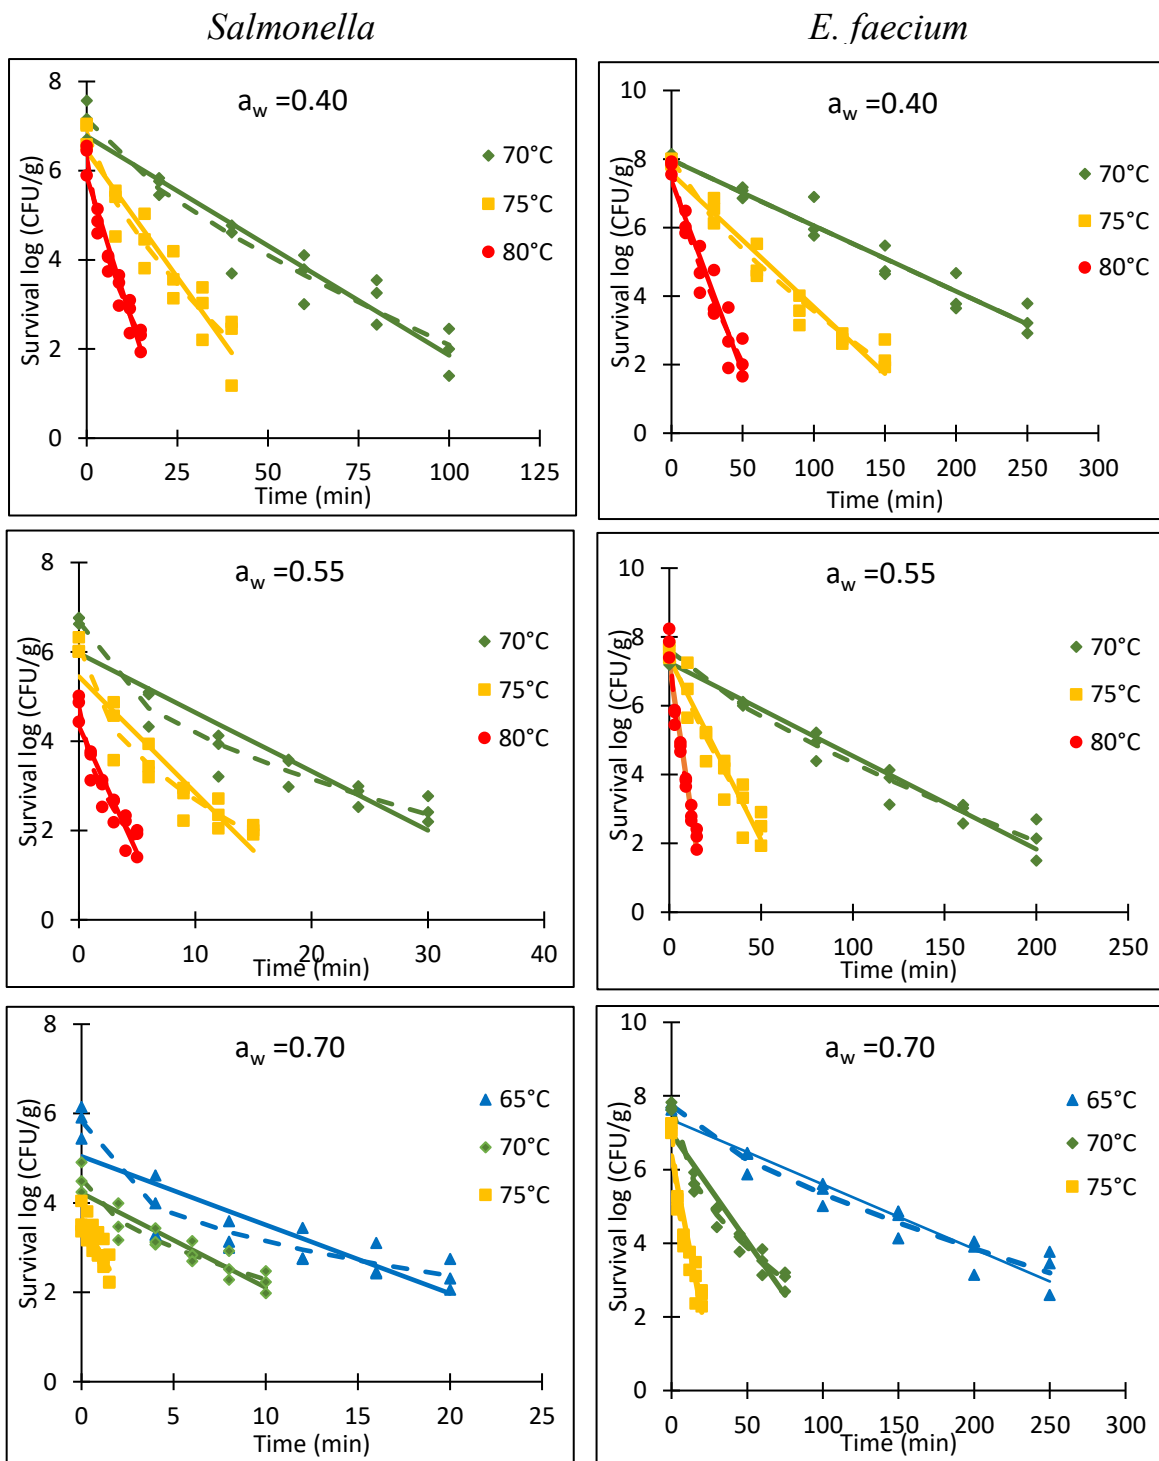 Salmonella
E. faecium
a_w =0.40
Survival log (CFU/g)
8
6
4
2
0
0 25 50 75 100 125
Time (min)
70°C
75°C
80°C
a_w =0.40
Survival log (CFU/g)
10
8
6
4
2
0
0 50 100 150 200 250 300
Time (min)
70°C
75°C
80°C
a_w =0.55
Survival log (CFU/g)
8
6
4
2
0
0 10 20 30 40
Time (min)
70°C
75°C
80°C
a_w =0.55
Survival log (CFU/g)
10
8
6
4
2
0
0 50 100 150 200 250
Time (min)
70°C
75°C
80°C
a_w =0.70
Survival log (CFU/g)
8
6
4
2
0
0 5 10 15 20 25
Time (min)
65°C
70°C
75°C
a_w =0.70
Survival log (CFU/g)
10
8
6
4
2
0
0 50 100 150 200 250 300
Time (min)
65°C
70°C
75°C